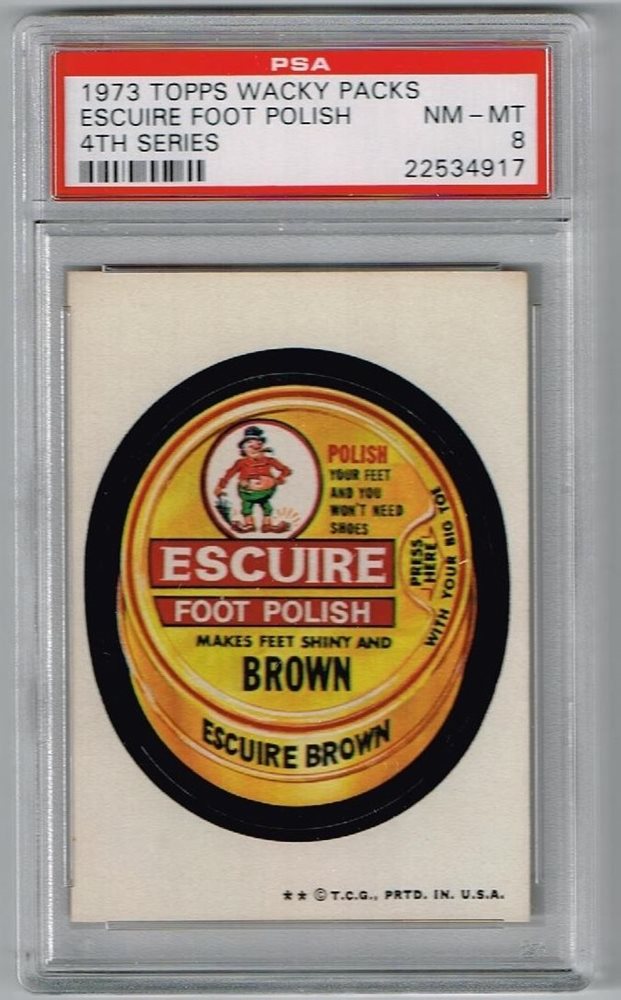 PSA
1973 TOPPS WACKY PACKS
ESCUIRE FOOT POLISH NM - MT
4TH SERIES 8
22534917
POLISH
YOUR FEET
AND YOU
WON'T NEED
SHOES
PRESS
HERE
WITH YOUR BIG TOE
ESCUIRE
FOOT POLISH
MAKES FEET SHINY AND
BROWN
ESCUIRE BROWN
** © T.C.G., PRTD. IN. U.S.A.